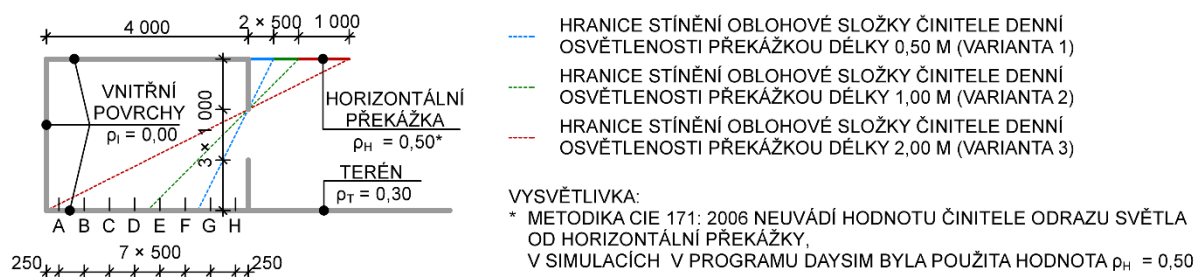 4 000
2 × 500
1 000
VNITŘNÍ
POVRCHY
ρI = 0,00
3 × 1 000
HORIZONTÁLNÍ
PŘEKÁŽKA
ρH = 0,50*
TERÉN
ρT = 0,30
A B C D E F G H
7 × 500
250
250
HRANICE STÍNĚNÍ OBLOHOVÉ SLOŽKY ČINITELE DENNÍ
OSVĚTLENOSTI PŘEKÁŽKOU DÉLKY 0,50 M (VARIANTA 1)
HRANICE STÍNĚNÍ OBLOHOVÉ SLOŽKY ČINITELE DENNÍ
OSVĚTLENOSTI PŘEKÁŽKOU DÉLKY 1,00 M (VARIANTA 2)
HRANICE STÍNĚNÍ OBLOHOVÉ SLOŽKY ČINITELE DENNÍ
OSVĚTLENOSTI PŘEKÁŽKOU DÉLKY 2,00 M (VARIANTA 3)
VYSVĚTLIVKA:
* METODIKA CIE 171: 2006 NEUVÁDÍ HODNOTU ČINITELE ODRAZU SVĚTLA
OD HORIZONTÁLNÍ PŘEKÁŽKY,
V SIMULACÍCH V PROGRAMU DAYSIM BYLA POUŽITA HODNOTA ρH = 0,50